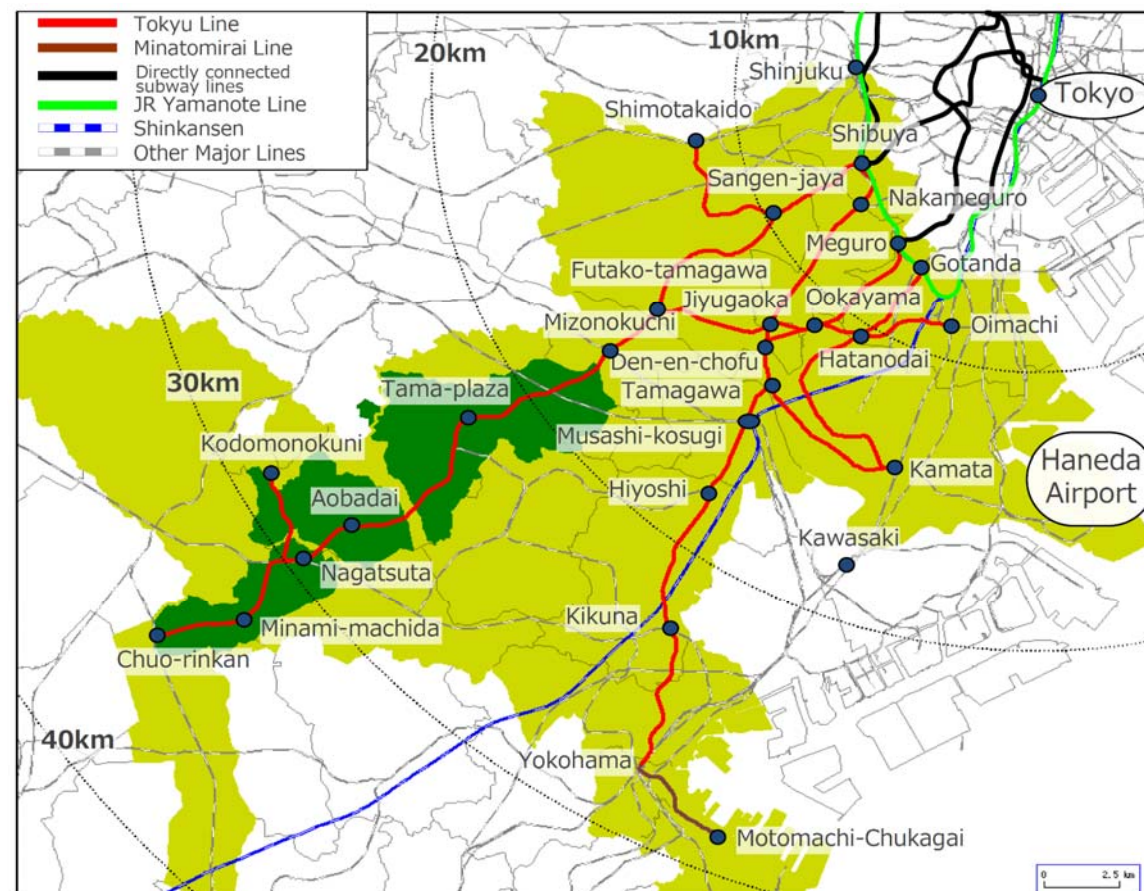 Tokyu Line
Minatomirai Line
Directly connected
subway lines
JR Yamanote Line
Shinkansen
Other Major Lines
20km
10km
Shinjuku
Tokyo
Shimotakaido
Shibuya
Sangen-jaya
Nakameguro
Meguro
Gotanda
Futako-tamagawa
Jiyugaoka
Ookayama
Mizonokuchi
Oimachi
Den-en-chofu
Hatanodai
30km
Tama-plaza
Tamagawa
Musashi-kosugi
Kodomonokuni
Kamata
Haneda
Airport
Hiyoshi
Aobadai
Kawasaki
Nagatsuta
Kikuna
Minami-machida
Chuo-rinkan
40km
Yokohama
Motomachi-Chukagai
0 2.5 km